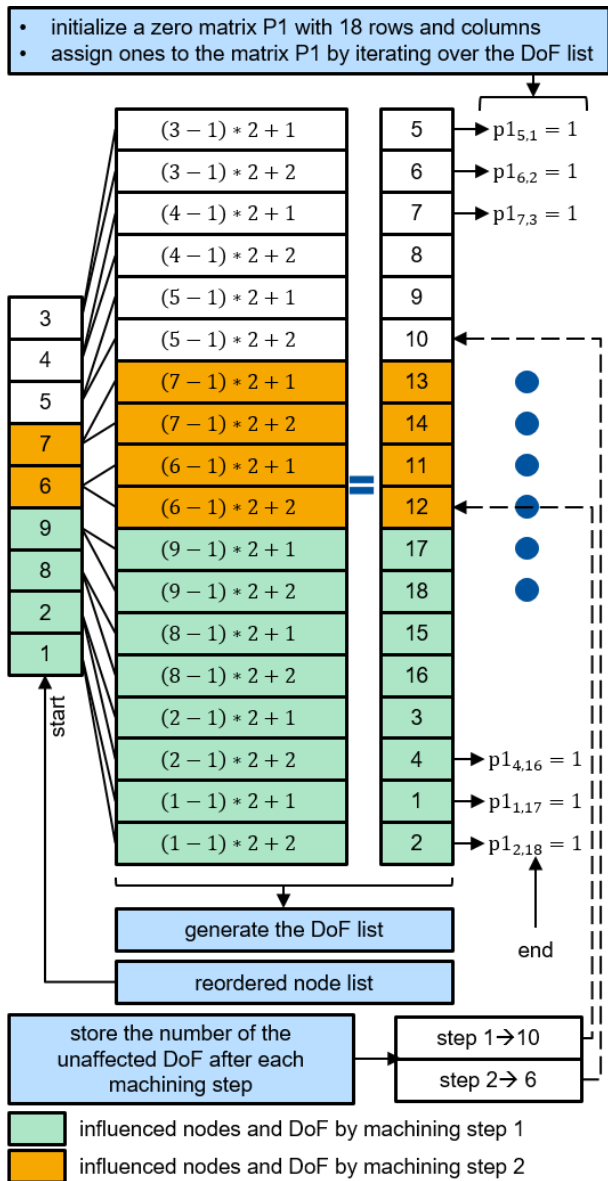 • initialize a zero matrix P1 with 18 rows and columns
• assign ones to the matrix P1 by iterating over the DoF list
(3 − 1) ∗ 2 + 1 5 p1₅,₁ = 1
(3 − 1) ∗ 2 + 2 6 p1₆,₂ = 1
(4 − 1) ∗ 2 + 1 7 p1₇,₃ = 1
(4 − 1) ∗ 2 + 2 8
(5 − 1) ∗ 2 + 1 9
3
(5 − 1) ∗ 2 + 2 10
4
(7 − 1) ∗ 2 + 1 13
5
(7 − 1) ∗ 2 + 2 14
7
(6 − 1) ∗ 2 + 1 11
6
(6 − 1) ∗ 2 + 2 12
=
9
(9 − 1) ∗ 2 + 1 17
8
(9 − 1) ∗ 2 + 2 18
2
(8 − 1) ∗ 2 + 1 15
1
(8 − 1) ∗ 2 + 2 16
start
(2 − 1) ∗ 2 + 1 3
(2 − 1) ∗ 2 + 2 4 p1₄,₁₆ = 1
(1 − 1) ∗ 2 + 1 1 p1₁,₁₇ = 1
(1 − 1) ∗ 2 + 2 2 p1₂,₁₈ = 1
generate the DoF list
end
reordered node list
store the number of the
unaffected DoF after each
machining step
step 1→10
step 2→ 6
influenced nodes and DoF by machining step 1
influenced nodes and DoF by machining step 2